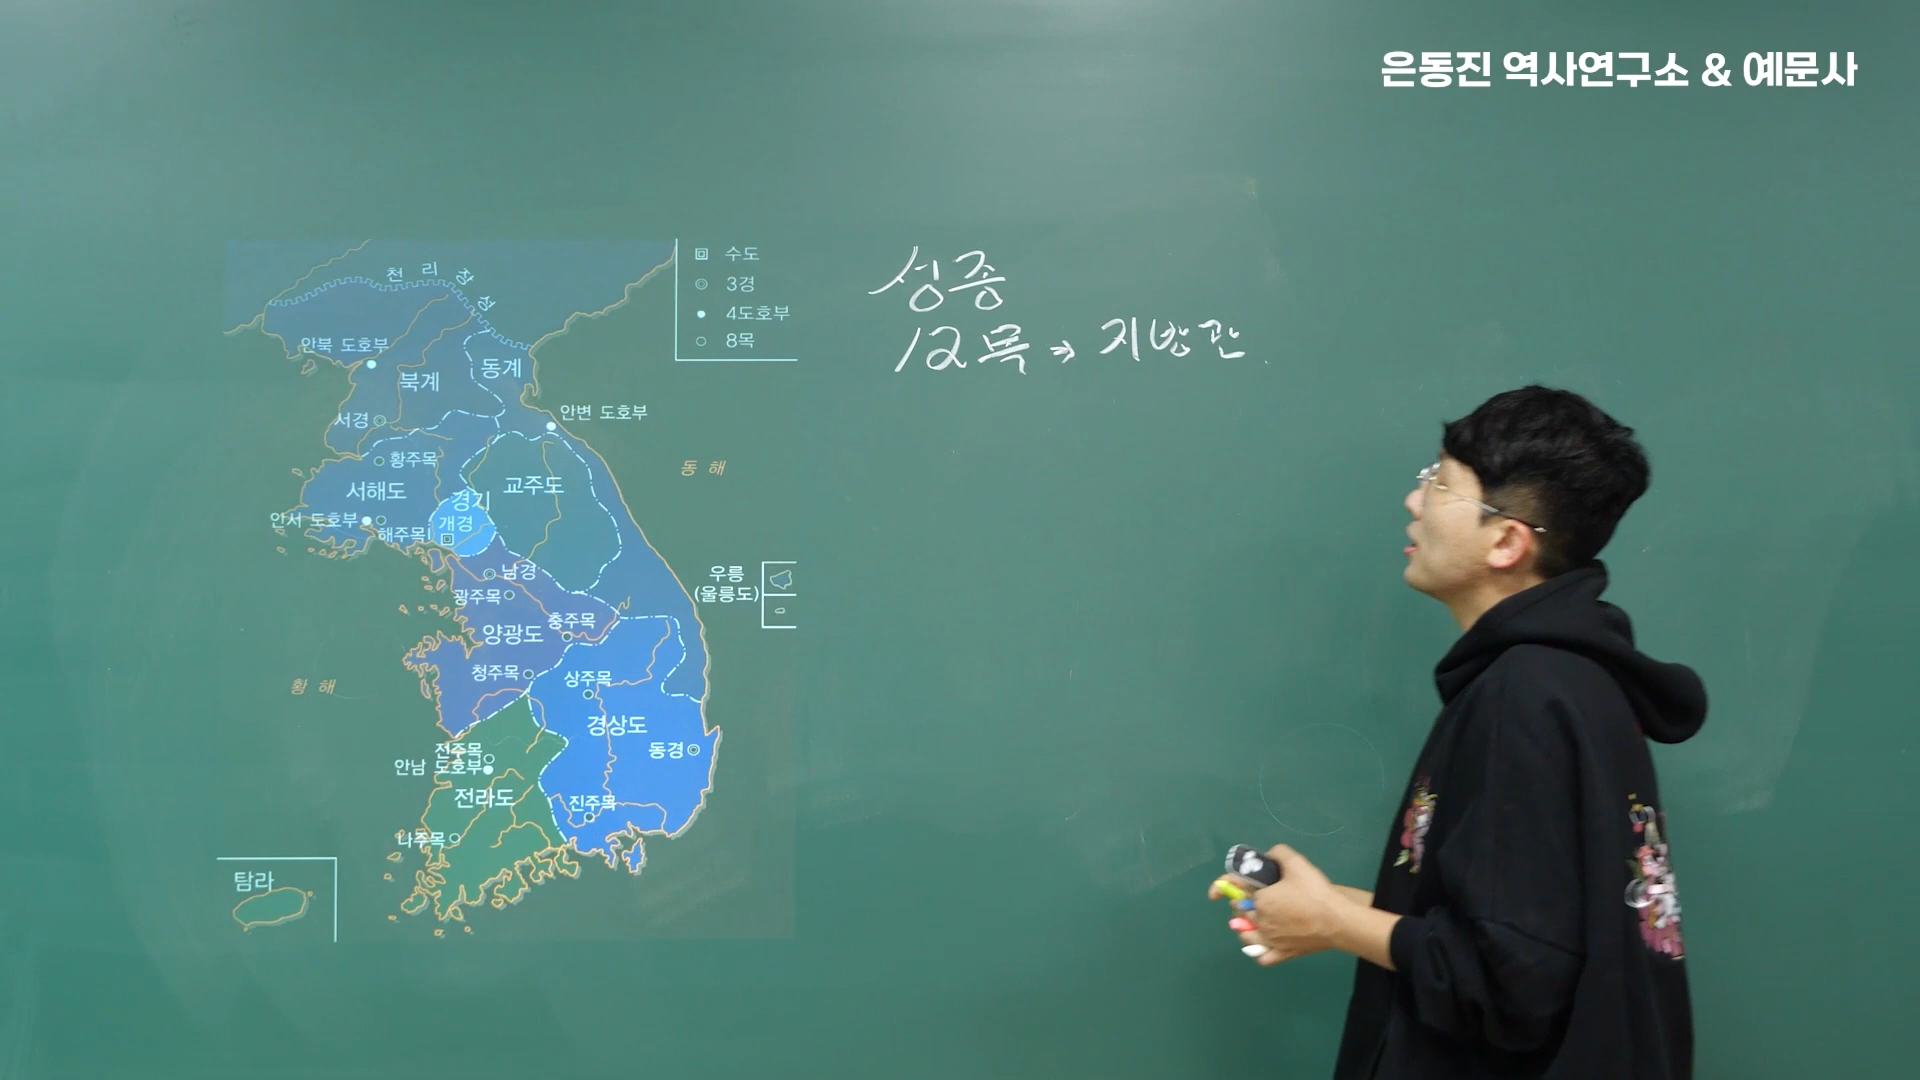 은동진 역사연구소 & 예문사
천 리 장 성
수도
3경
4도호부
8목
성종
12목 → 지방관
안북 도호부
북계
동계
서경
안변 도호부
황주목
동 해
서해도
교주도
경기
안서 도호부
개경
해주목
남경
우릉
(울릉도)
광주목
충주목
양광도
청주목
상주목
황 해
경상도
동경
전주목
안남 도호부
전라도
진주목
나주목
탐라